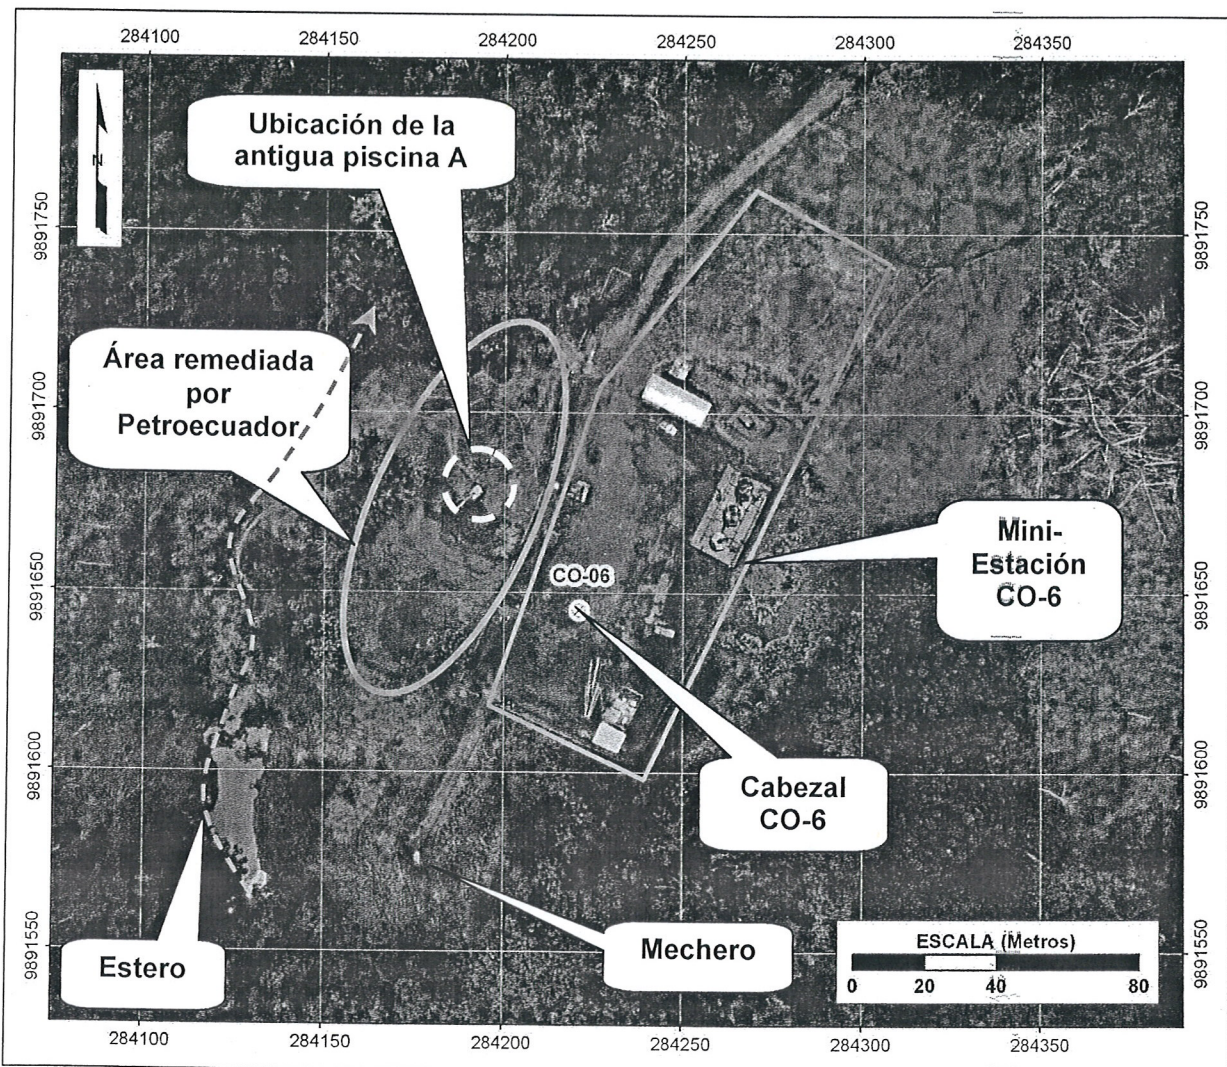 284100 284150 284200 284250 284300 284350
N
Ubicación de la
antigua piscina A
9891750
9891750
Área remediada
por
Petroecuador
9891700
9891700
Mini-
Estación
CO-6
CO-06
9891650
9891650
Cabezal
CO-6
9891600
9891600
Estero
Mechero
9891550
9891550
ESCALA (Metros)
0 20 40 80
284100 284150 284200 284250 284300 284350